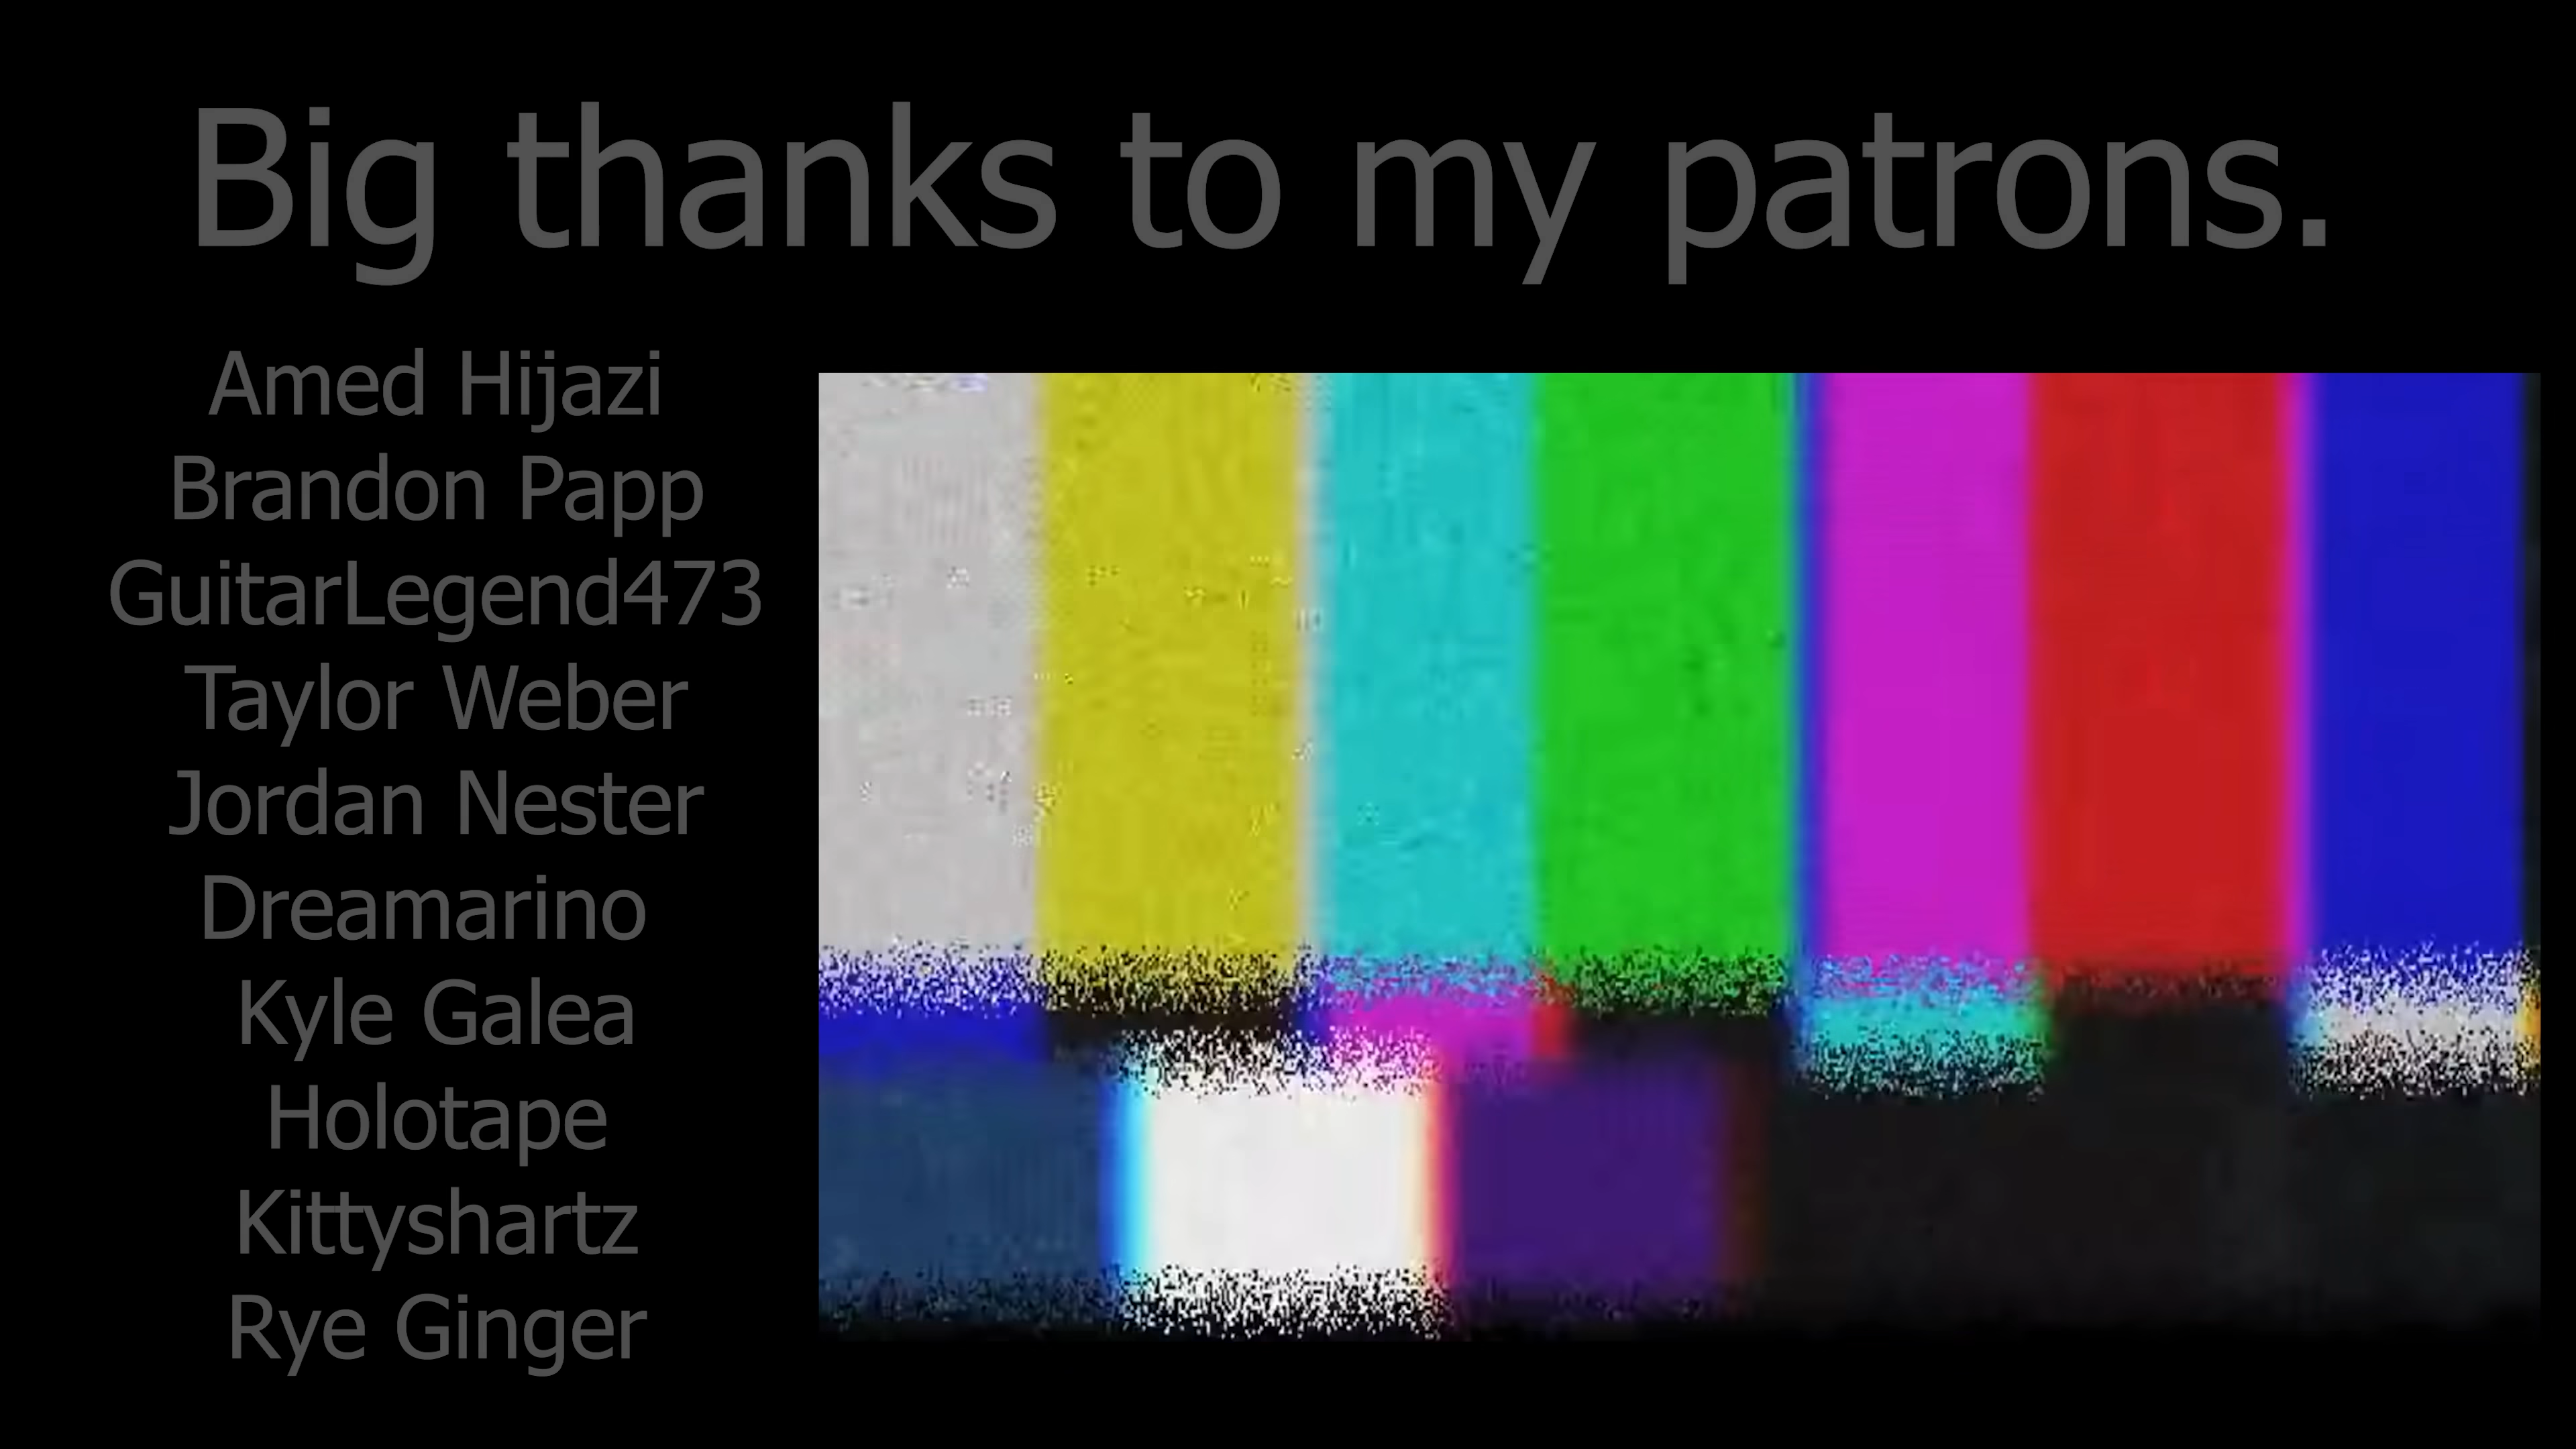 Big thanks to my patrons.
Amed Hijazi
Brandon Papp
GuitarLegend473
Taylor Weber
Jordan Nester
Dreamarino
Kyle Galea
Holotape
Kittyshartz
Rye Ginger